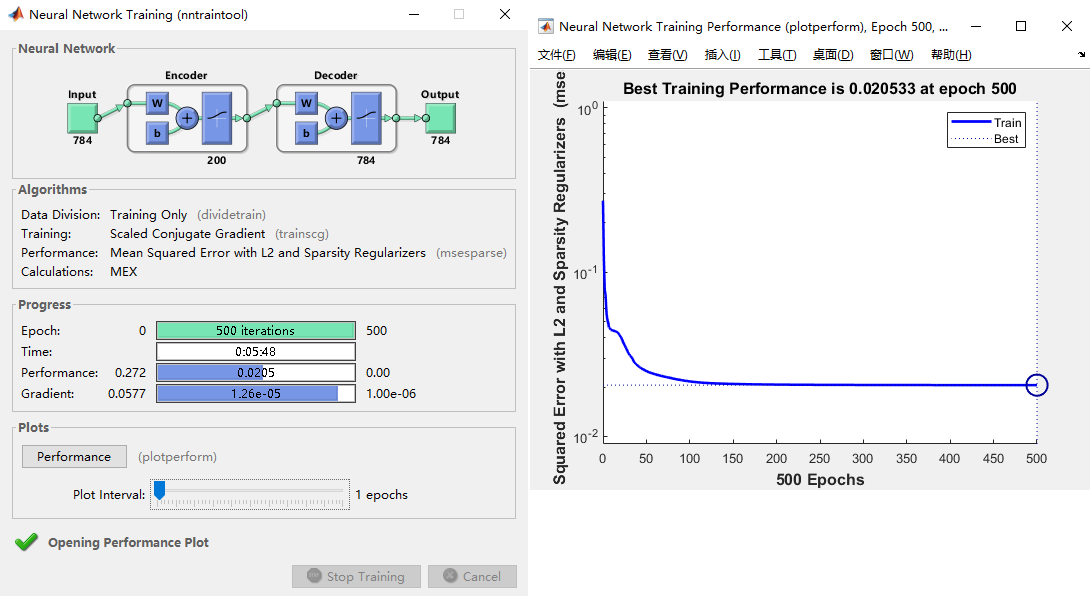 Neural Network Training (nntraintool)
Neural Network
Encoder
Decoder
Input
Output
W
W
b
b
784
784
200
784
Algorithms
Data Division: Training Only (dividetrain)
Training: Scaled Conjugate Gradient (trainscg)
Performance: Mean Squared Error with L2 and Sparsity Regularizers (msesparse)
Calculations: MEX
Progress
Epoch: 0 500 iterations 500
Time: 0:05:48
Performance: 0.272 0.0205 0.00
Gradient: 0.0577 1.26e-05 1.00e-06
Plots
Performance (plotperform)
Plot Interval: 1 epochs
Opening Performance Plot
Stop Training
Cancel
Neural Network Training Performance (plotperform), Epoch 500, ...
文件(F) 编辑(E) 查看(V) 插入(I) 工具(T) 桌面(D) 窗口(W) 帮助(H)
Best Training Performance is 0.020533 at epoch 500
Squared Error with L2 and Sparsity Regularizers (mse
10^0
10^-1
10^-2
Train
Best
0 50 100 150 200 250 300 350 400 450 500
500 Epochs